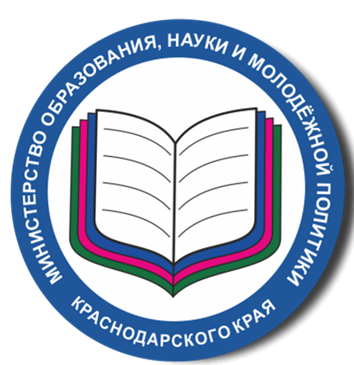 МИНИСТЕРСТВО ОБРАЗОВАНИЯ, НАУКИ И МОЛОДЁЖНОЙ ПОЛИТИКИ
КРАСНОДАРСКОГО КРАЯ